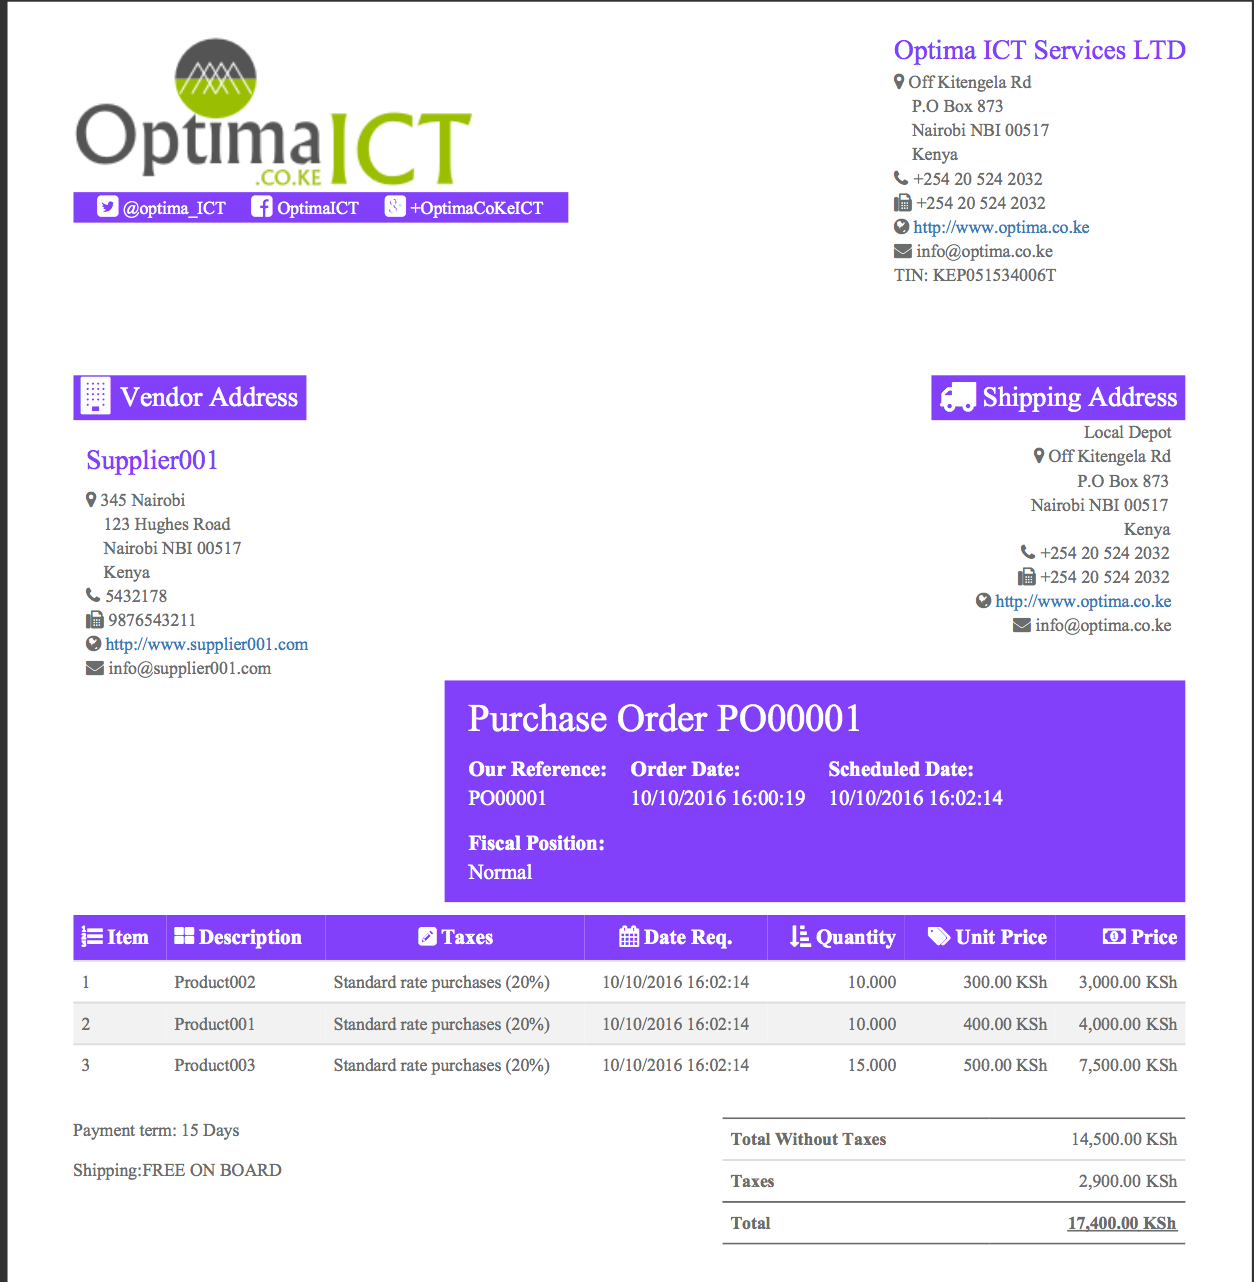 Optima ICT
.CO.KE
@optima_ICT OptimaICT +OptimaCoKeICT
Optima ICT Services LTD
Off Kitengela Rd
P.O Box 873
Nairobi NBI 00517
Kenya
+254 20 524 2032
+254 20 524 2032
http://www.optima.co.ke
info@optima.co.ke
TIN: KEP051534006T
Vendor Address
Supplier001
345 Nairobi
123 Hughes Road
Nairobi NBI 00517
Kenya
5432178
9876543211
http://www.supplier001.com
info@supplier001.com
Shipping Address
Local Depot
Off Kitengela Rd
P.O Box 873
Nairobi NBI 00517
Kenya
+254 20 524 2032
+254 20 524 2032
http://www.optima.co.ke
info@optima.co.ke
Purchase Order PO00001
Our Reference: Order Date: Scheduled Date:
PO00001 10/10/2016 16:00:19 10/10/2016 16:02:14
Fiscal Position:
Normal
Item Description Taxes Date Req. Quantity Unit Price Price
1 Product002 Standard rate purchases (20%) 10/10/2016 16:02:14 10.000 300.00 KSh 3,000.00 KSh
2 Product001 Standard rate purchases (20%) 10/10/2016 16:02:14 10.000 400.00 KSh 4,000.00 KSh
3 Product003 Standard rate purchases (20%) 10/10/2016 16:02:14 15.000 500.00 KSh 7,500.00 KSh
Payment term: 15 Days
Shipping:FREE ON BOARD
Total Without Taxes 14,500.00 KSh
Taxes 2,900.00 KSh
Total 17,400.00 KSh